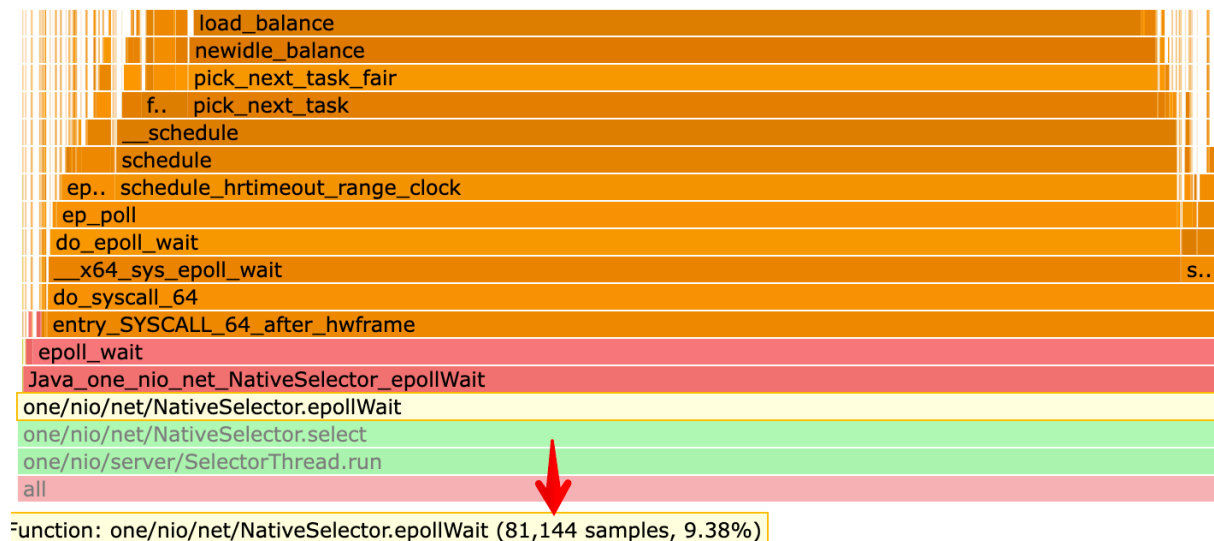 load_balance
newidle_balance
pick_next_task_fair
f.. pick_next_task
__schedule
schedule
ep.. schedule_hrtimeout_range_clock
ep_poll
do_epoll_wait
__x64_sys_epoll_wait s..
do_syscall_64
entry_SYSCALL_64_after_hwframe
epoll_wait
Java_one_nio_net_NativeSelector_epollWait
one/nio/net/NativeSelector.epollWait
one/nio/net/NativeSelector.select
one/nio/server/SelectorThread.run
all
Function: one/nio/net/NativeSelector.epollWait (81,144 samples, 9.38%)